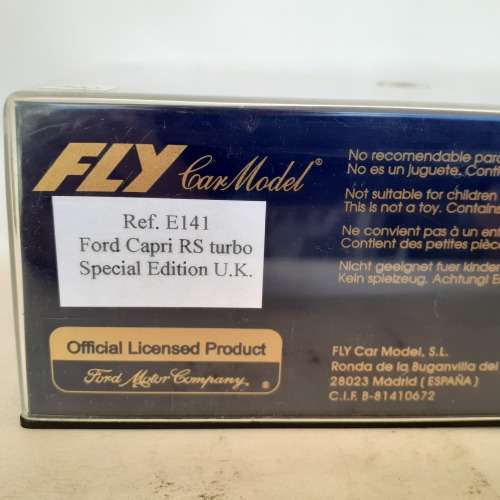 FLY Car Model®
Ref. E141
Ford Capri RS turbo
Special Edition U.K.
Official Licensed Product
Ford Motor Company ®
No recomendable para
No es un juguete. Conti
Not suitable for children
This is not a toy. Contains
Ne convient pas à un enf
Contient des petites pièc
Nicht geeignet fuer kinder
Kein spielzeug. Achtung! E
FLY Car Model, S.L.
Ronda de la Buganvilla del
28023 Madrid ( ESPAÑA )
C.I.F. B-81410672